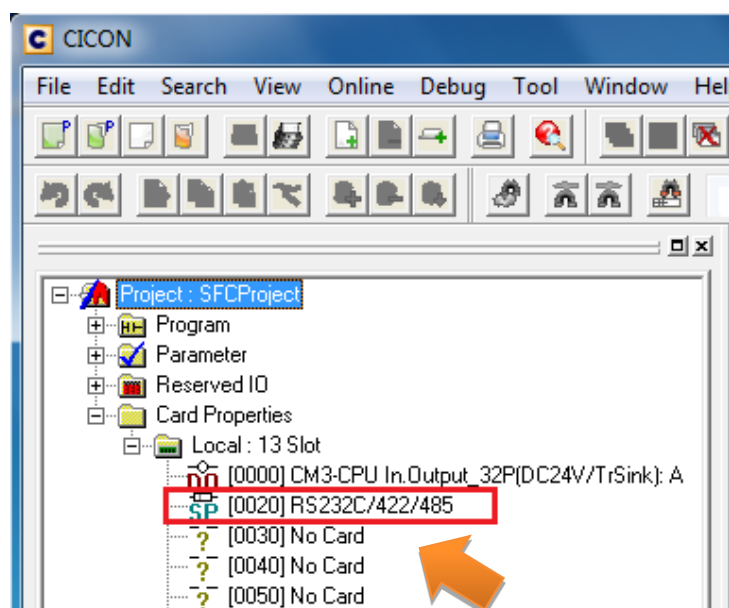 CICON
File Edit Search View Online Debug Tool Window Hel
Project : SFCProject
Program
Parameter
Reserved IO
Card Properties
Local : 13 Slot
[0000] CM3-CPU In.Output_32P(DC24V/TrSink): A
SP [0020] RS232C/422/485
? [0030] No Card
? [0040] No Card
? [0050] No Card